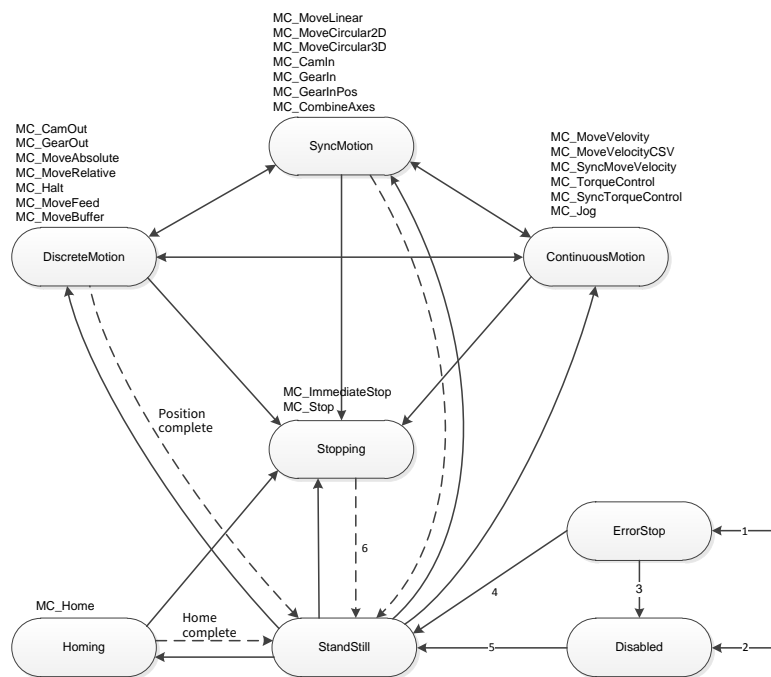 MC_MoveLinear
MC_MoveCircular2D
MC_MoveCircular3D
MC_CamIn
MC_GearIn
MC_GearInPos
MC_CombineAxes
SyncMotion
MC_CamOut
MC_GearOut
MC_MoveAbsolute
MC_MoveRelative
MC_Halt
MC_MoveFeed
MC_MoveBuffer
DiscreteMotion
MC_MoveVelovity
MC_MoveVelocityCSV
MC_SyncMoveVelocity
MC_TorqueControl
MC_SyncTorqueControl
MC_Jog
ContinuousMotion
MC_ImmediateStop
MC_Stop
Stopping
Position
complete
6
ErrorStop
1
3
4
MC_Home
Homing
Home
complete
StandStill
5
Disabled
2